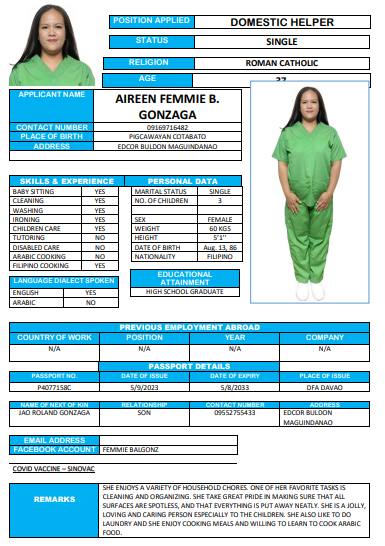 POSITION APPLIED DOMESTIC HELPER
STATUS SINGLE
RELIGION ROMAN CATHOLIC
AGE 37
APPLICANT NAME AIREEN FEMMIE B.
GONZAGA
CONTACT NUMBER 09169716482
PLACE OF BIRTH PIGCAWAYAN COTABATO
ADDRESS EDCOR BULDON MAGUINDANAO
SKILLS & EXPERIENCE PERSONAL DATA
BABY SITTING YES MARITAL STATUS SINGLE
CLEANING YES NO. OF CHILDREN 3
WASHING YES
IRONING YES SEX FEMALE
CHILDREN CARE YES WEIGHT 60 KGS
TUTORING NO HEIGHT 5'1"
DISABLED CARE NO DATE OF BIRTH Aug. 13, 86
ARABIC COOKING NO NATIONALITY FILIPINO
FILIPINO COOKING YES
EDUCATIONAL
ATTAINMENT
LANGUAGE DIALECT SPOKEN
ENGLISH YES HIGH SCHOOL GRADUATE
ARABIC NO
PREVIOUS EMPLOYMENT ABROAD
COUNTRY OF WORK POSITION YEAR COMPANY
N/A N/A N/A N/A
PASSPORT DETAILS
PASSPORT NO. DATE OF ISSUE DATE OF EXPIRY PLACE OF ISSUE
P4077158C 5/9/2023 5/8/2033 DFA DAVAO
NAME OF NEXT OF KIN RELATIONSHIP CONTACT NUMBER ADDRESS
JAO ROLAND GONZAGA SON 09552755433 EDCOR BULDON
MAGUINDANAO
EMAIL ADDRESS
FACEBOOK ACCOUNT FEMMIE BALGONZ
COVID VACCINE – SINOVAC
REMARKS
SHE ENJOYS A VARIETY OF HOUSEHOLD CHORES. ONE OF HER FAVORITE TASKS IS
CLEANING AND ORGANIZING. SHE TAKE GREAT PRIDE IN MAKING SURE THAT ALL
SURFACES ARE SPOTLESS, AND THAT EVERYTHING IS PUT AWAY NEATLY. SHE IS A JOLLY,
LOVING AND CARING PERSON ESPECIALLY TO THE CHILDREN. SHE ALSO LIKE TO DO
LAUNDRY AND SHE ENJOY COOKING MEALS AND WILLING TO LEARN TO COOK ARABIC
FOOD.